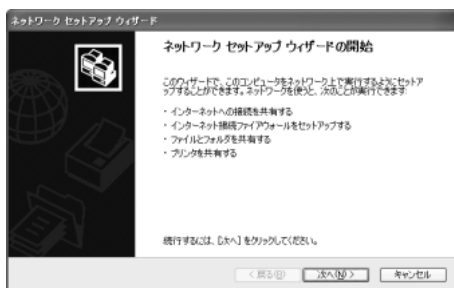 ネットワーク セットアップ ウィザード
ネットワーク セットアップ ウィザードの開始
このウィザードで、このコンピュータをネットワーク上で実行するようにセットア
ップすることができます。ネットワークを使うと、次のことが実行できます:
・ インターネットへの接続を共有する
・ インターネット接続ファイアウォールをセットアップする
・ ファイルとフォルダを共有する
・ プリンタを共有する
続行するには、[次へ] をクリックしてください。
< 戻る(B) 次へ(N) > キャンセル